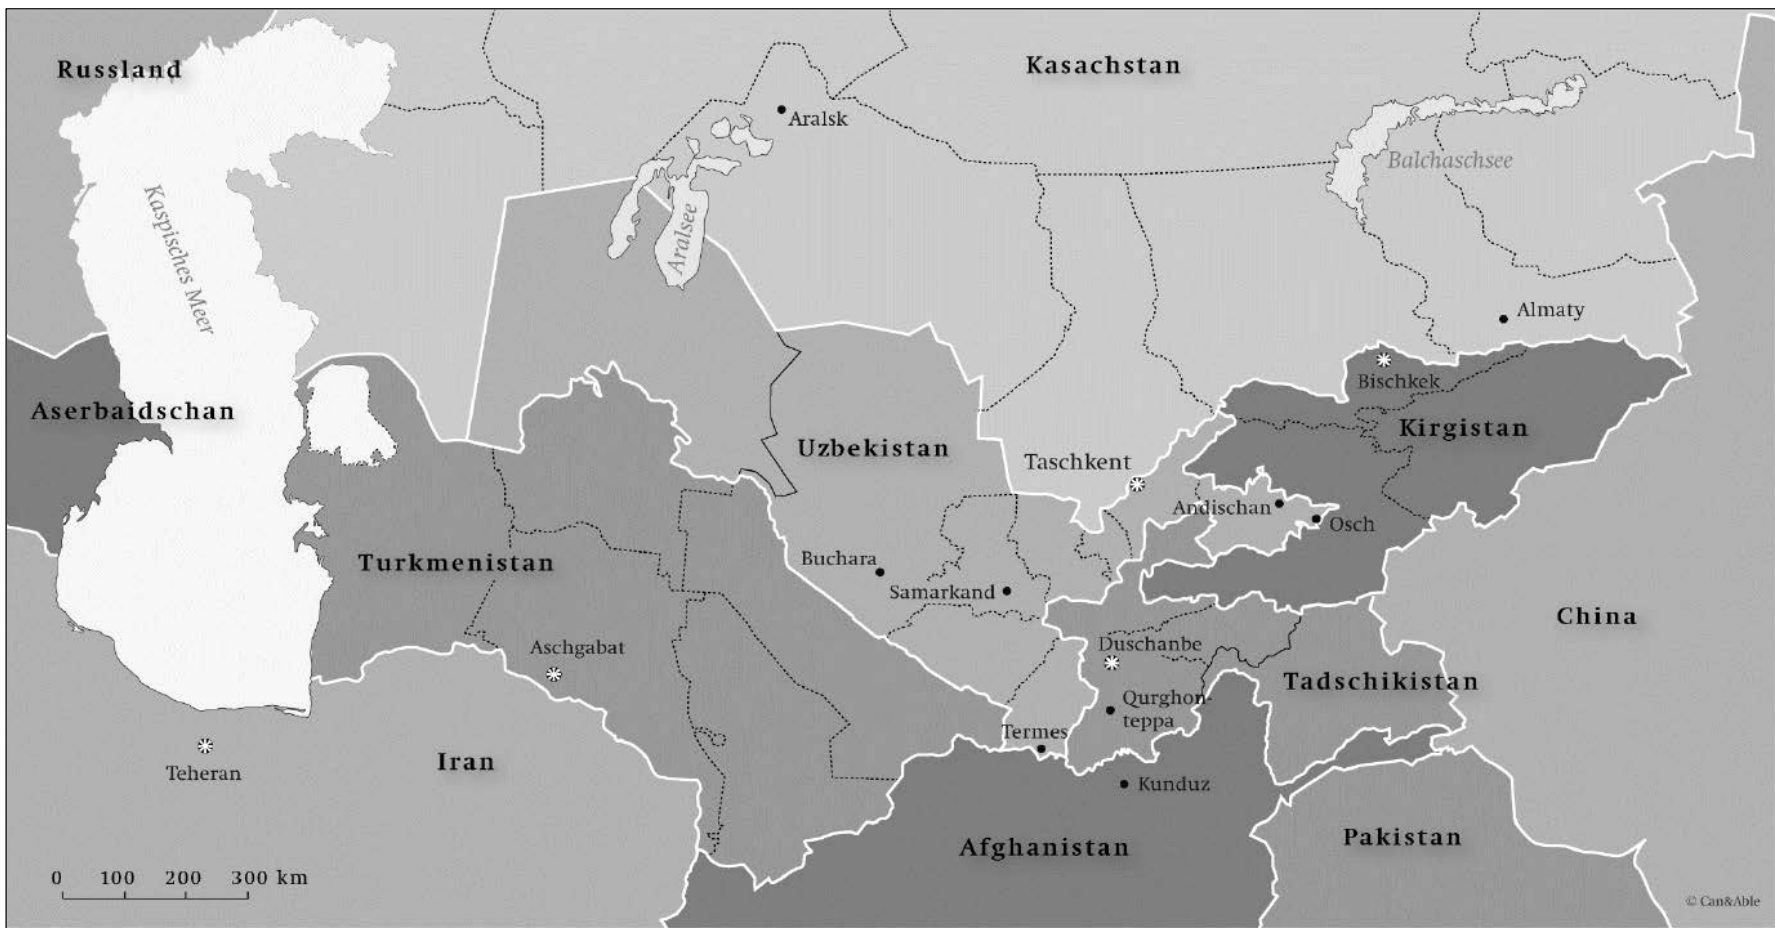 Russland
Kasachstan
Aralsk
Balchaschsee
Kaspisches Meer
Aralsee
Almaty
Bischkek
Aserbaidschan
Kirgistan
Uzbekistan
Taschkent
Andischan
Osch
Turkmenistan
Buchara
Samarkand
China
Aschgabat
Duschanbe
Tadschikistan
Qurghon-
teppa
Termes
Iran
Teheran
Kunduz
Pakistan
Afghanistan
0 100 200 300 km
© Can&Able